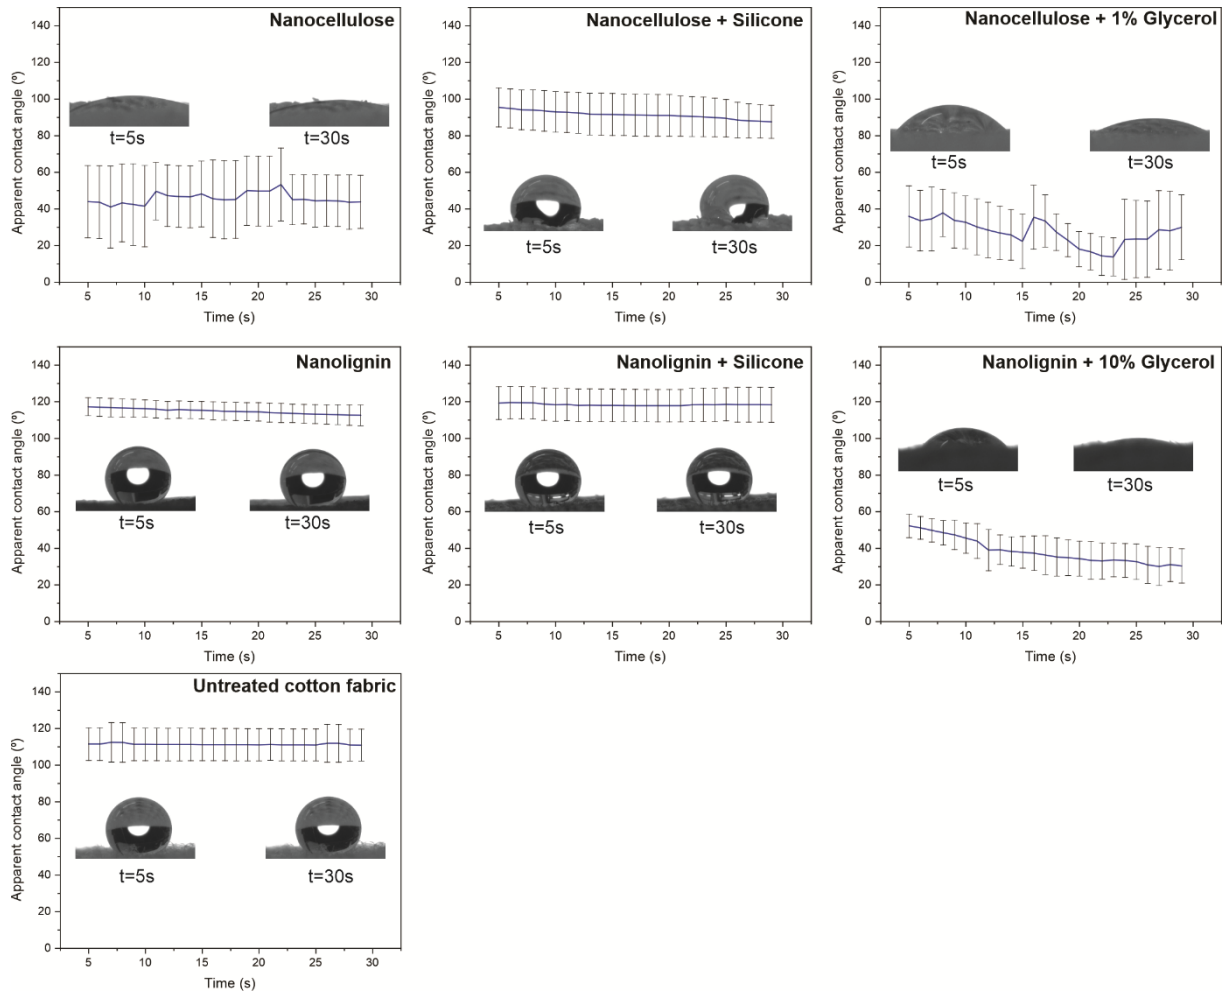 Nanocellulose
Apparent contact angle (º)
140
120
100
80
60
40
20
0
t=5s
t=30s
5
10
15
20
25
30
Time (s)
Nanocellulose + Silicone
Apparent contact angle (º)
140
120
100
80
60
40
20
0
t=5s
t=30s
5
10
15
20
25
30
Time (s)
Nanocellulose + 1% Glycerol
Apparent contact angle (º)
140
120
100
80
60
40
20
0
t=5s
t=30s
5
10
15
20
25
30
Time (s)
Nanolignin
Apparent contact angle (º)
140
120
100
80
60
40
20
0
t=5s
t=30s
5
10
15
20
25
30
Time (s)
Nanolignin + Silicone
Apparent contact angle (º)
140
120
100
80
60
40
20
0
t=5s
t=30s
5
10
15
20
25
30
Time (s)
Nanolignin + 10% Glycerol
Apparent contact angle (º)
140
120
100
80
60
40
20
0
t=5s
t=30s
5
10
15
20
25
30
Time (s)
Untreated cotton fabric
Apparent contact angle (º)
140
120
100
80
60
40
20
0
t=5s
t=30s
5
10
15
20
25
30
Time (s)